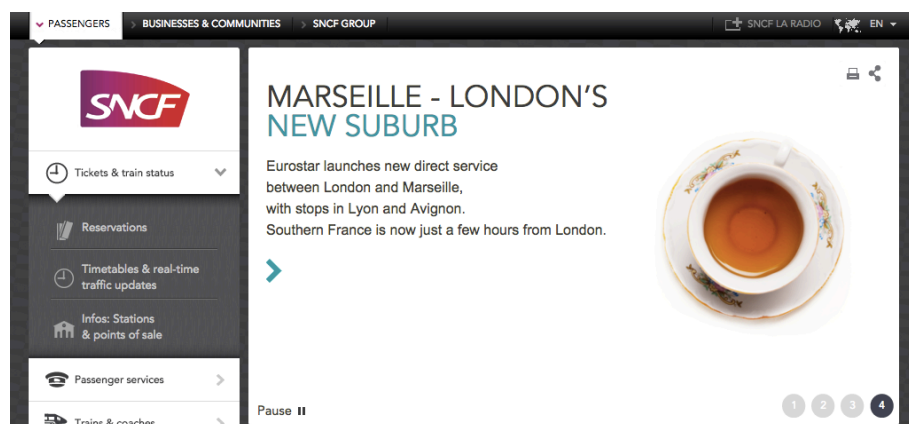 PASSENGERS
BUSINESSES & COMMUNITIES
SNCF GROUP
SNCF LA RADIO
EN
SNCF
Tickets & train status
Reservations
Timetables & real-time
traffic updates
Infos: Stations
& points of sale
Passenger services
Trains & coaches
MARSEILLE - LONDON'S
NEW SUBURB
Eurostar launches new direct service
between London and Marseille,
with stops in Lyon and Avignon.
Southern France is now just a few hours from London.
Pause
1 2 3 4